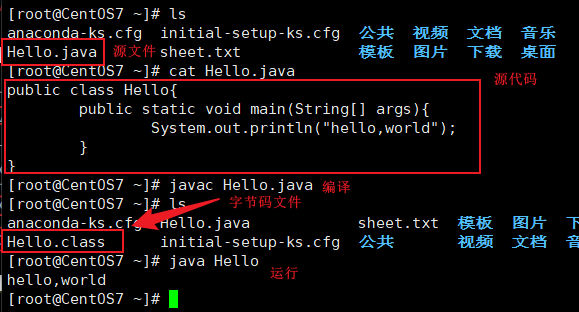 [root@CentOS7 ~]# ls
anaconda-ks.cfg initial-setup-ks.cfg 公共 视频 文档 音乐
Hello.java 源文件 sheet.txt 模板 图片 下载 桌面
[root@CentOS7 ~]# cat Hello.java 源代码
public class Hello{
public static void main(String[] args){
System.out.println("hello,world");
}
}
[root@CentOS7 ~]# javac Hello.java 编译
[root@CentOS7 ~]# ls 字节码文件
anaconda-ks.cfg Hello.java sheet.txt 模板 图片
Hello.class initial-setup-ks.cfg 公共 视频 文档
[root@CentOS7 ~]# java Hello
运行
hello,world
[root@CentOS7 ~]#